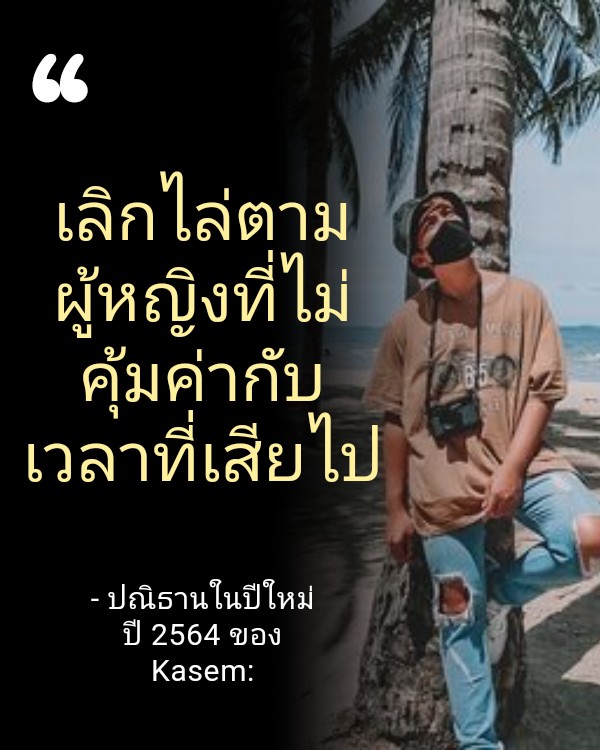 “
เลิกไล่ตาม
ผู้หญิงที่ไม่
คุ้มค่ากับ
เวลาที่เสียไป
- ปณิธานในปีใหม่
ปี 2564 ของ
Kasem:
85